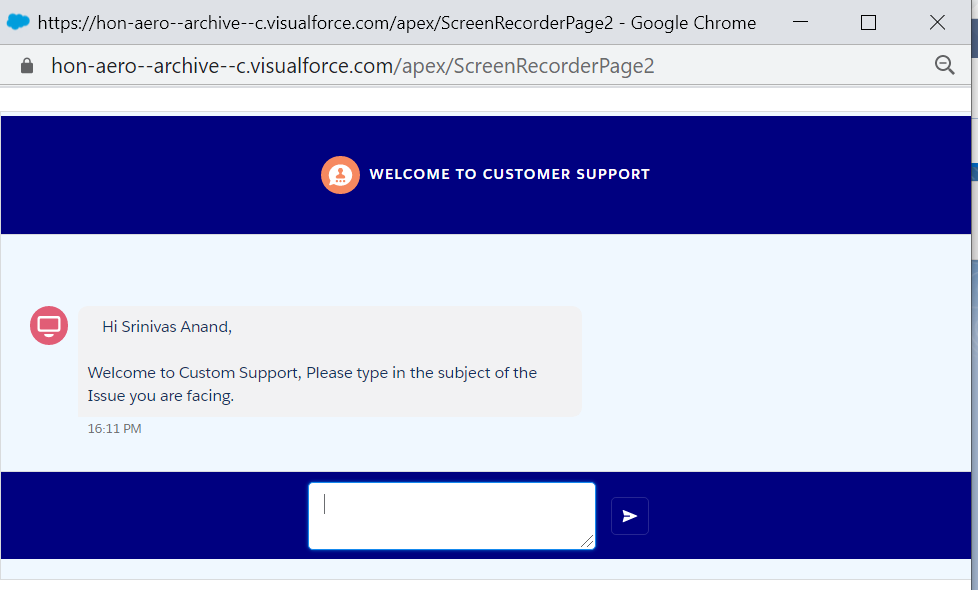 https://hon-aero--archive--c.visualforce.com/apex/ScreenRecorderPage2 - Google Chrome
hon-aero--archive--c.visualforce.com/apex/ScreenRecorderPage2
WELCOME TO CUSTOMER SUPPORT
Hi Srinivas Anand,
Welcome to Custom Support, Please type in the subject of the
Issue you are facing.
16:11 PM